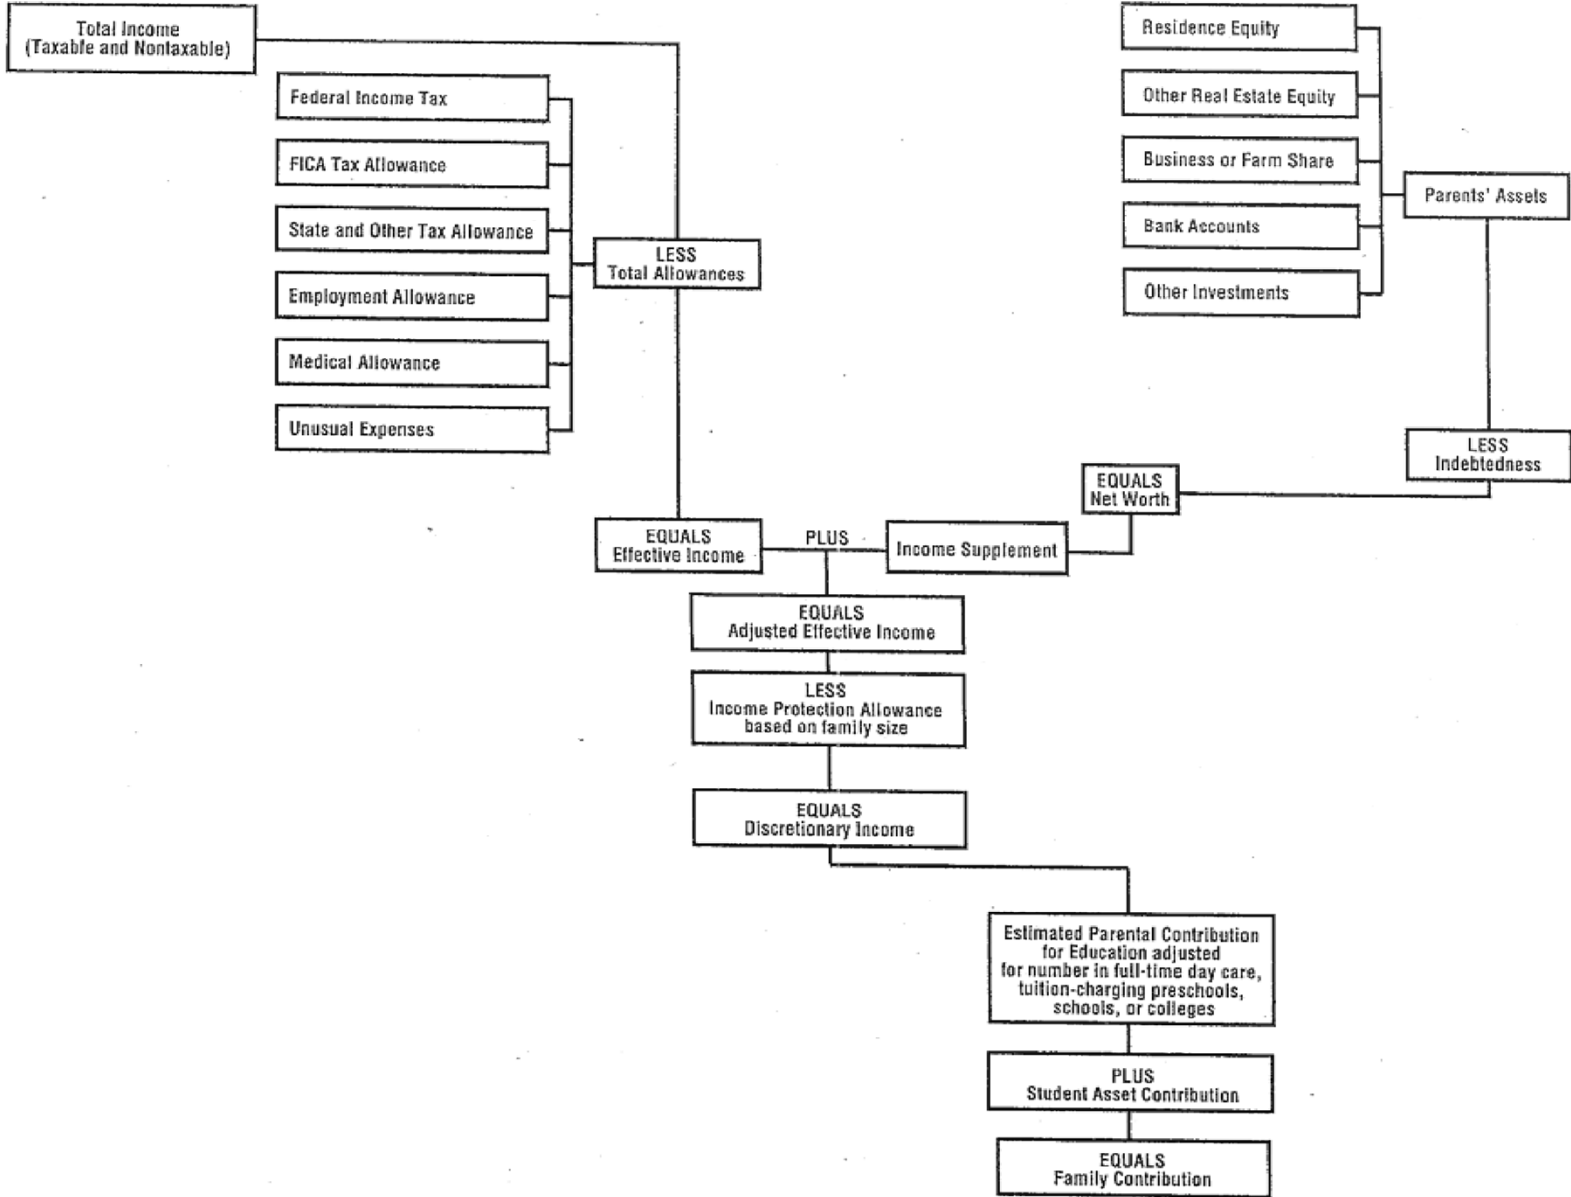 Total Income
(Taxable and Nontaxable)
Federal Income Tax
FICA Tax Allowance
State and Other Tax Allowance
Employment Allowance
Medical Allowance
Unusual Expenses
LESS
Total Allowances
Residence Equity
Other Real Estate Equity
Business or Farm Share
Bank Accounts
Other Investments
Parents' Assets
LESS
Indebtedness
EQUALS
Net Worth
EQUALS
Effective Income
PLUS
Income Supplement
EQUALS
Adjusted Effective Income
LESS
Income Protection Allowance
based on family size
EQUALS
Discretionary Income
Estimated Parental Contribution
for Education adjusted
for number in full-time day care,
tuition-charging preschools,
schools, or colleges
PLUS
Student Asset Contribution
EQUALS
Family Contribution